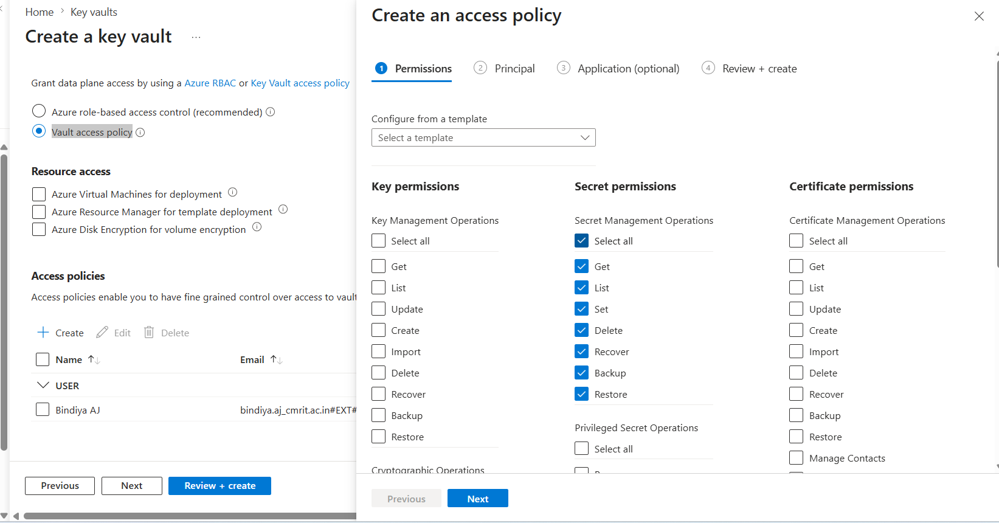 Home > Key vaults
Create a key vault ...
Grant data plane access by using a Azure RBAC or Key Vault access policy
Azure role-based access control (recommended)
Vault access policy
Resource access
Azure Virtual Machines for deployment
Azure Resource Manager for template deployment
Azure Disk Encryption for volume encryption
Access policies
Access policies enable you to have fine grained control over access to vault
Create Edit Delete
Name Email
USER
Bindiya AJ bindiya.aj_cmrit.ac.in#EXT#
Previous Next Review + create
Create an access policy
1 Permissions 2 Principal 3 Application (optional) 4 Review + create
Configure from a template
Select a template
Key permissions
Key Management Operations
Select all
Get
List
Update
Create
Import
Delete
Recover
Backup
Restore
Cryptographic Operations
Secret permissions
Secret Management Operations
Select all
Get
List
Set
Delete
Recover
Backup
Restore
Privileged Secret Operations
Select all
Certificate permissions
Certificate Management Operations
Select all
Get
List
Update
Create
Import
Delete
Recover
Backup
Restore
Manage Contacts
Previous Next